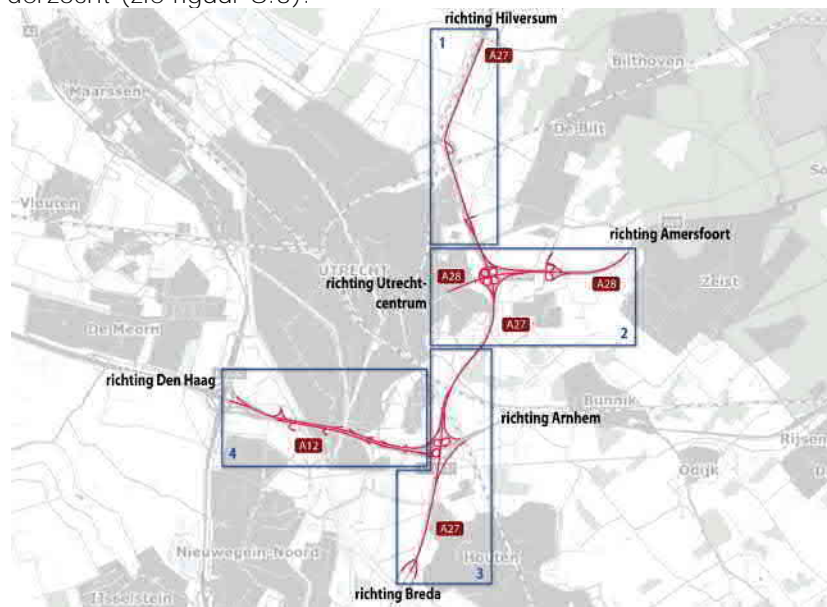 richting Hilversum
1
A27
Bilthoven
Maarssen
De Bilt
Vleuten
richting Amersfoort
UTRECHT
A28
richting Utrecht-
centrum
A28
Zeist
De Meern
A27
2
richting Den Haag
Bunnik
richting Arnhem
A12
4
Odijk
A27
Nieuwegein-Noord
Houten
3
IJsselstein
richting Breda